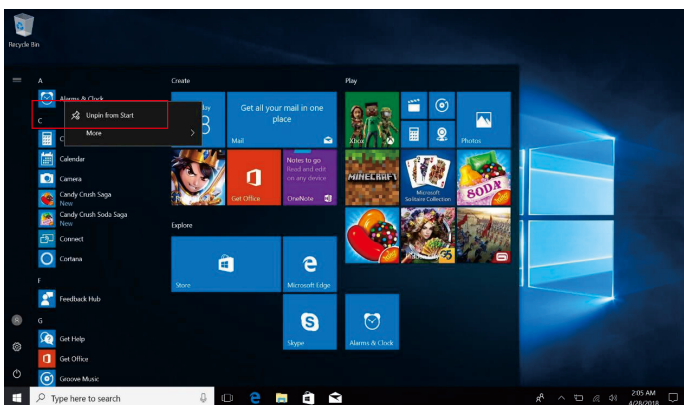 Recycle Bin
A
Create
Play
Alarms & Clock
Unpin from Start
More
C
Calendar
Camera
Candy Crush Saga
New
Candy Crush Soda Saga
New
Connect
Cortana
F
Feedback Hub
G
Get Help
Get Office
Groove Music
Get all your mail in one
place
Mail
Get Office
Notes to go
Read and edit
on any device
OneNote
Explore
Store
Microsoft Edge
Skype
Xbox
Photos
MINECRAFT
Microsoft
Solitaire Collection
SODA
Alarms & Clock
Type here to search
2:05 AM
4/28/2018